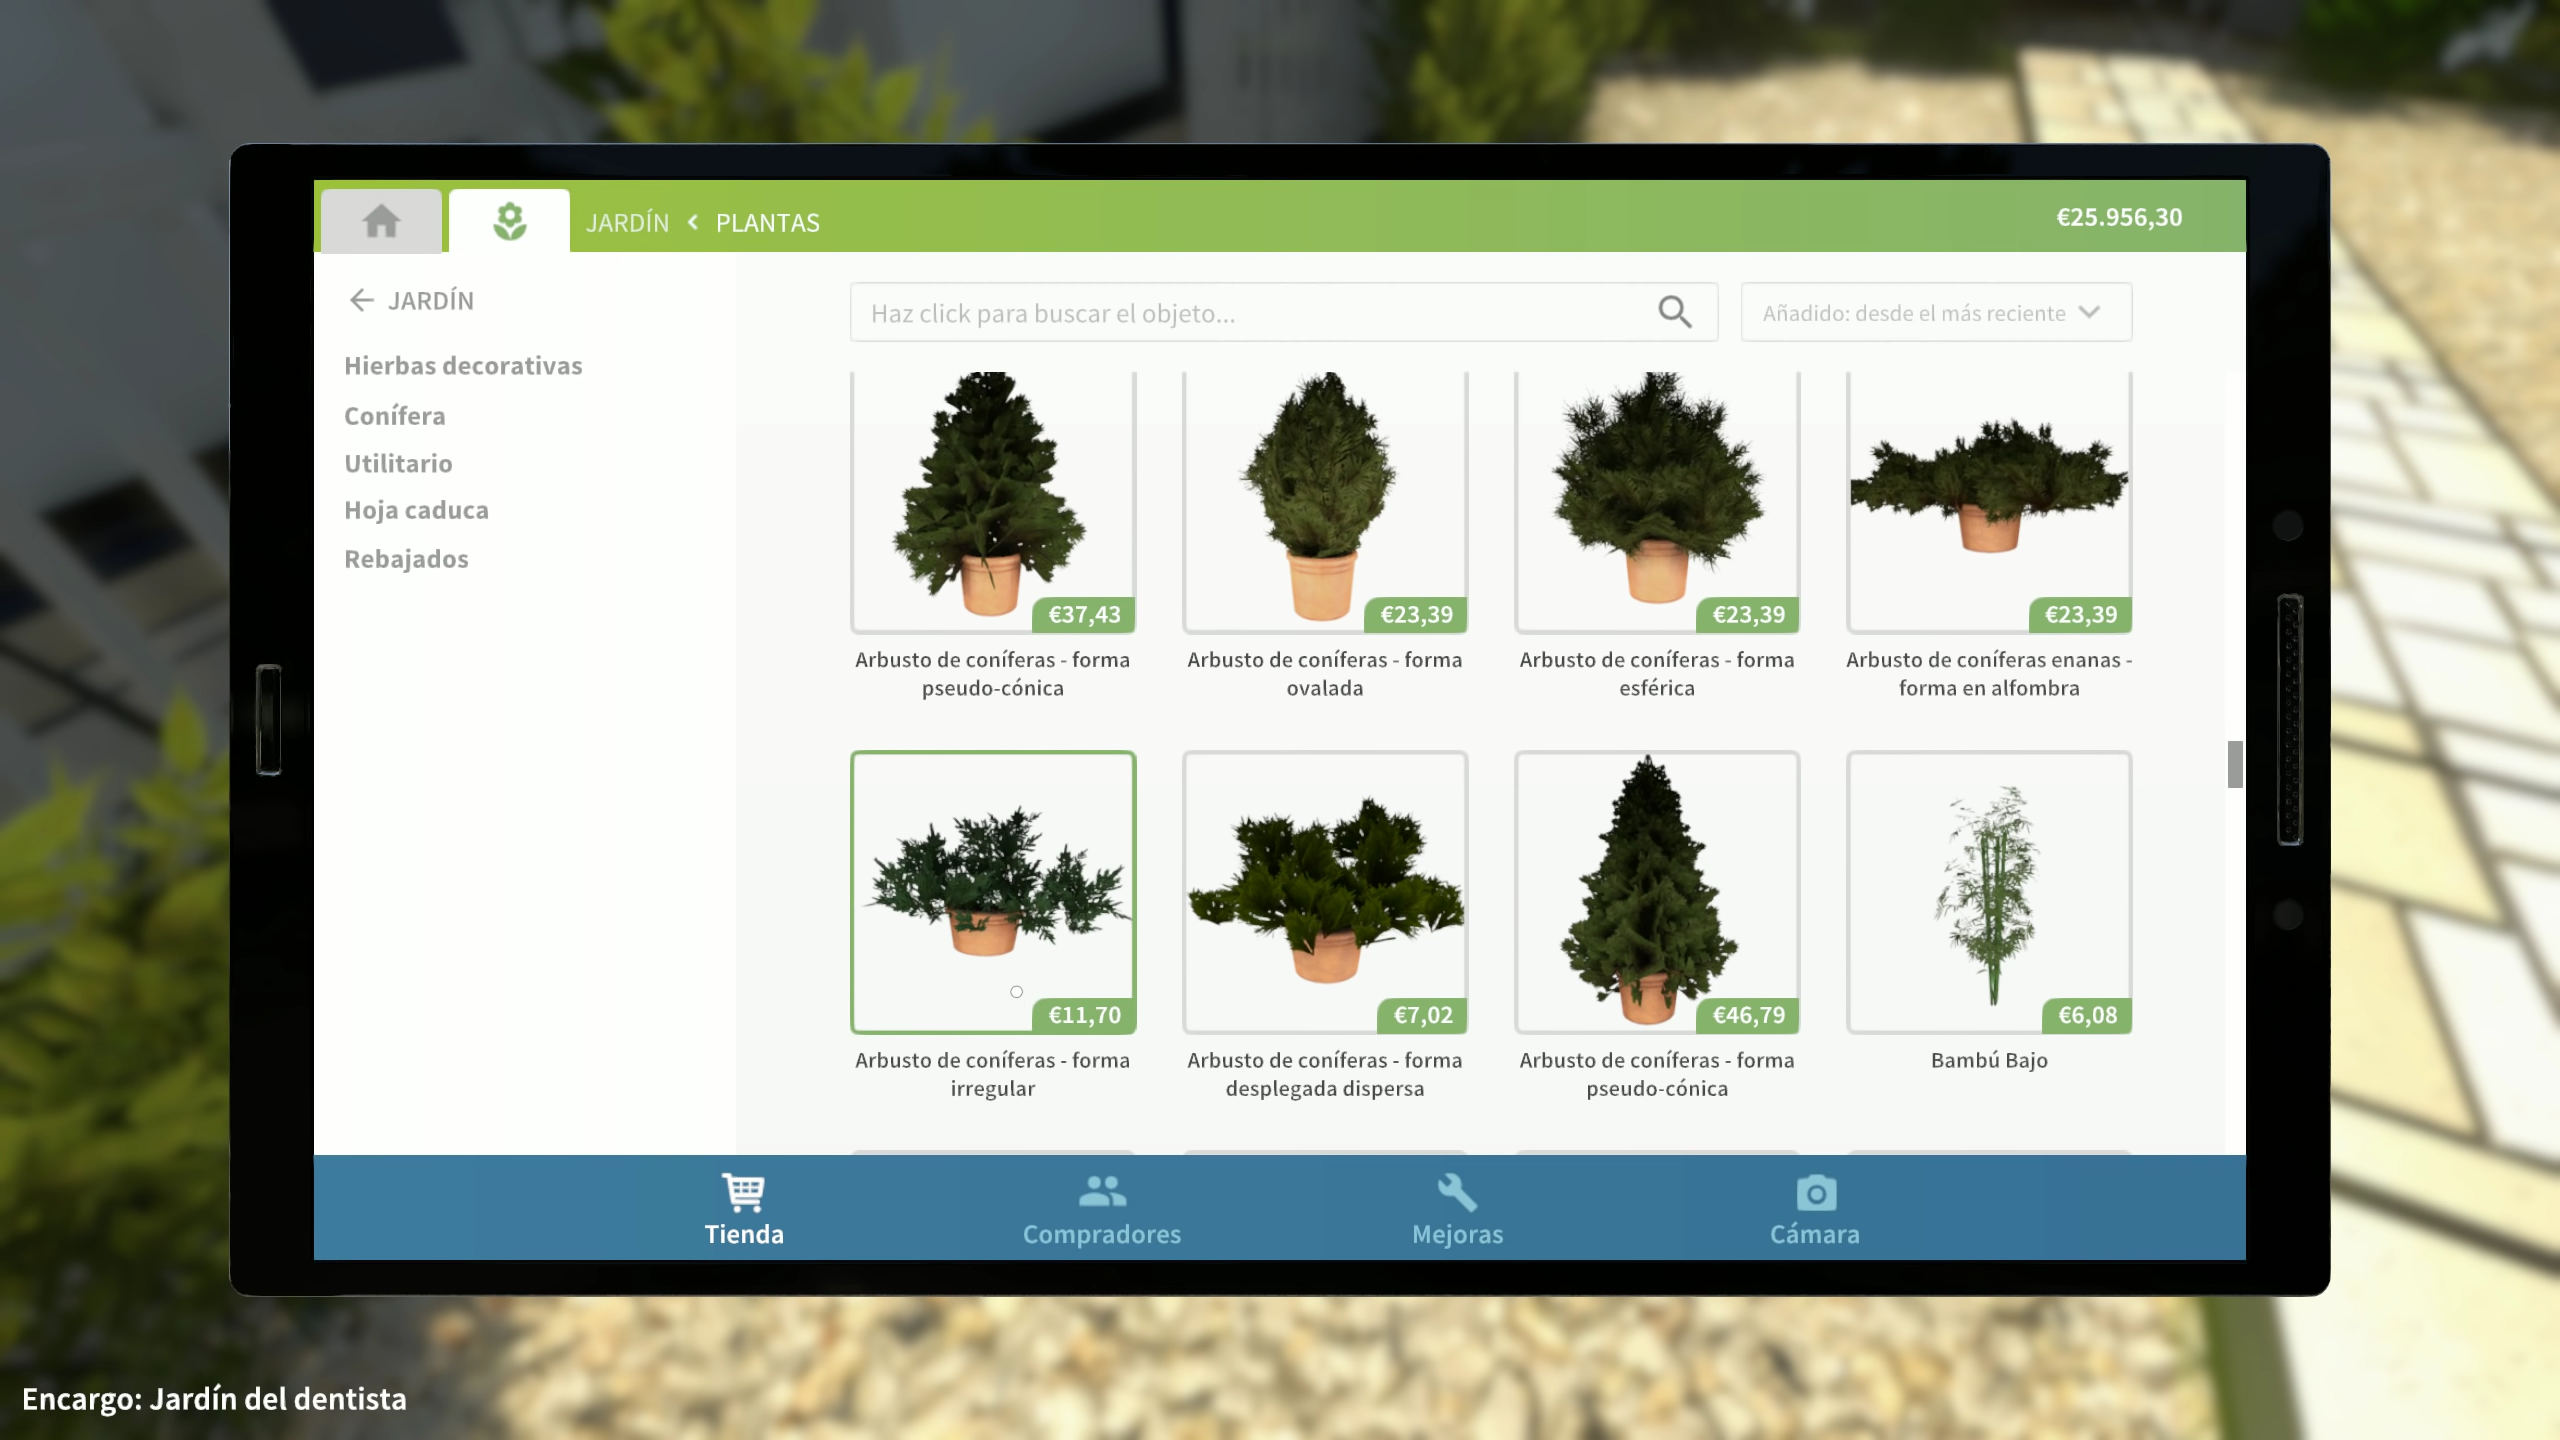 JARDÍN < PLANTAS
€25.956,30
JARDÍN
Haz click para buscar el objeto...
Añadido: desde el más reciente
Hierbas decorativas
Conífera
Utilitario
Hoja caduca
Rebajados
€37,43
€23,39
€23,39
€23,39
Arbusto de coníferas - forma
pseudo-cónica
Arbusto de coníferas - forma
ovalada
Arbusto de coníferas - forma
esférica
Arbusto de coníferas enanas -
forma en alfombra
€11,70
€7,02
€46,79
€6,08
Arbusto de coníferas - forma
irregular
Arbusto de coníferas - forma
desplegada dispersa
Arbusto de coníferas - forma
pseudo-cónica
Bambú Bajo
Tienda
Compradores
Mejoras
Cámara
Encargo: Jardín del dentista